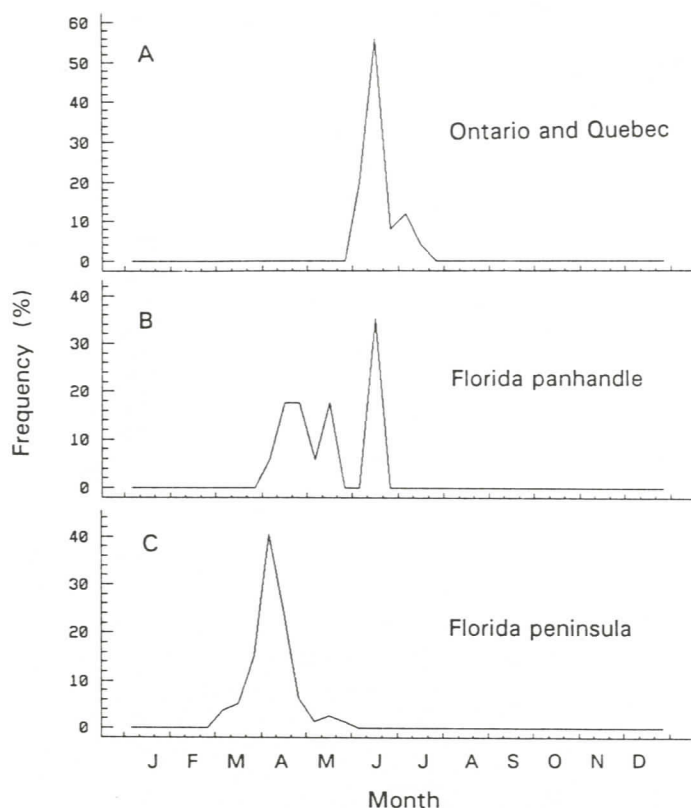 60
A
50
Ontario and Quebec
40
30
20
10
0
40
B
30
Florida panhandle
20
10
0
40
C
30
Florida peninsula
20
10
0
Frequency (%)
J F M A M J J A S O N D
Month